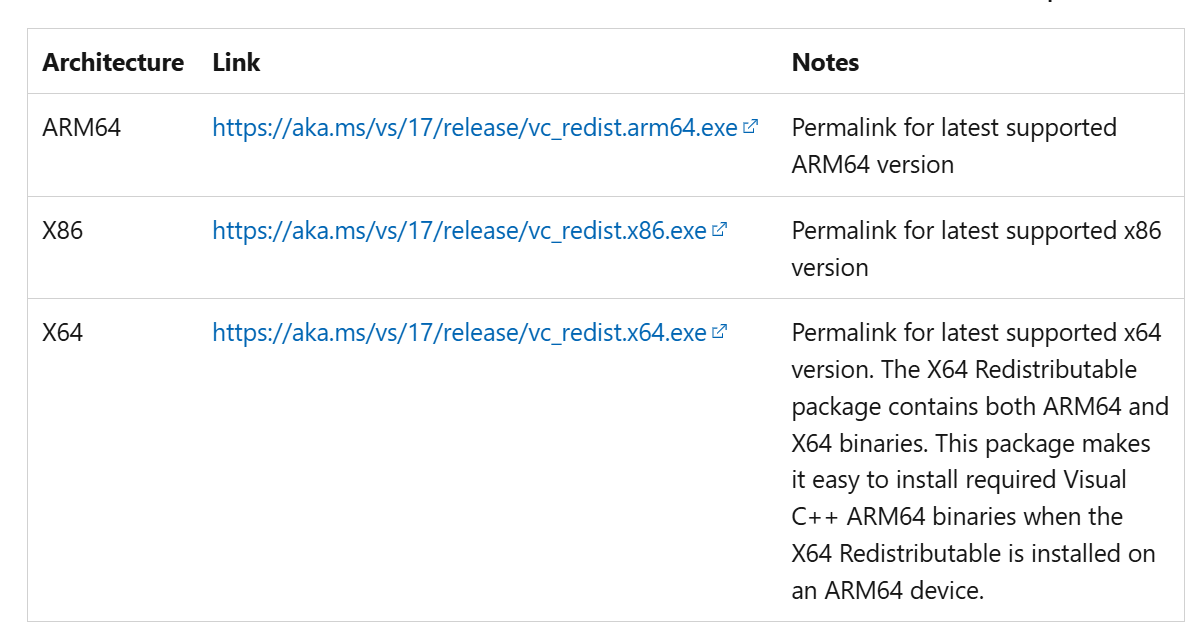 Architecture Link Notes
ARM64 https://aka.ms/vs/17/release/vc_redist.arm64.exe Permalink for latest supported
ARM64 version
X86 https://aka.ms/vs/17/release/vc_redist.x86.exe Permalink for latest supported x86
version
X64 https://aka.ms/vs/17/release/vc_redist.x64.exe Permalink for latest supported x64
version. The X64 Redistributable
package contains both ARM64 and
X64 binaries. This package makes
it easy to install required Visual
C++ ARM64 binaries when the
X64 Redistributable is installed on
an ARM64 device.